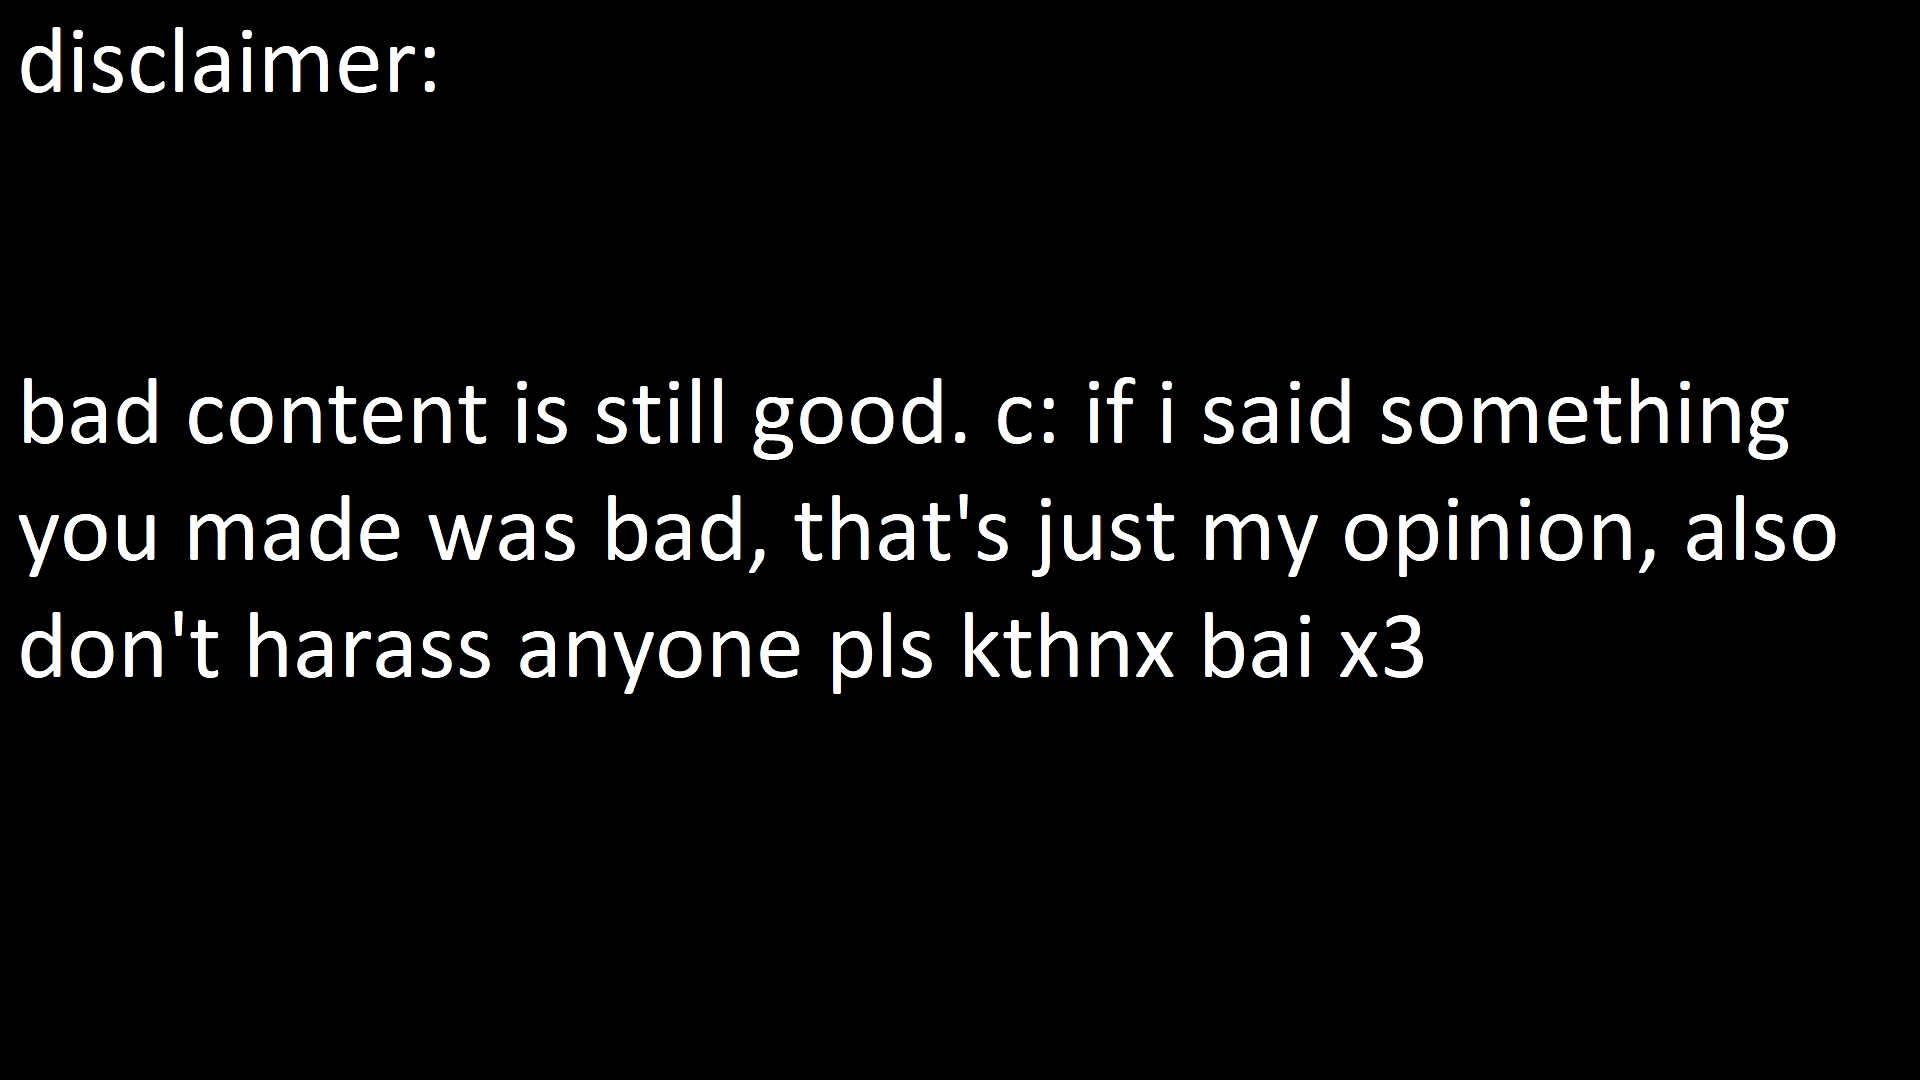 disclaimer:
bad content is still good. c: if i said something
you made was bad, that's just my opinion, also
don't harass anyone pls kthnx bai x3